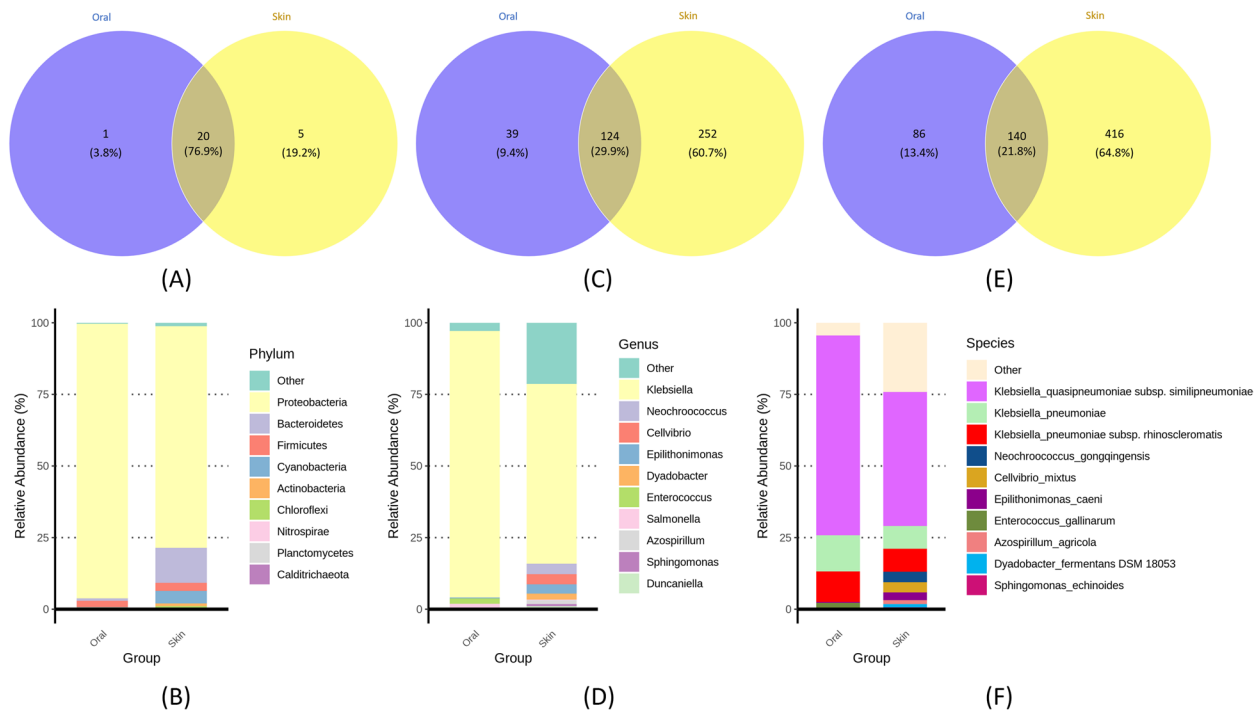 Oral
Skin
1
(3.8%)
20
(76.9%)
5
(19.2%)
(A)
Oral
Skin
39
(9.4%)
124
(29.9%)
252
(60.7%)
(C)
Oral
Skin
86
(13.4%)
140
(21.8%)
416
(64.8%)
(E)
Relative Abundance (%)
100
75
50
25
0
Oral
Skin
Group
Phylum
Other
Proteobacteria
Bacteroidetes
Firmicutes
Cyanobacteria
Actinobacteria
Chloroflexi
Nitrospirae
Planctomycetes
Calditrichaeota
(B)
Relative Abundance (%)
100
75
50
25
0
Oral
Skin
Group
Genus
Other
Klebsiella
Neochroococcus
Cellvibrio
Epilithonimonas
Dyadobacter
Enterococcus
Salmonella
Azospirillum
Sphingomonas
Duncaniella
(D)
Relative Abundance (%)
100
75
50
25
0
Oral
Skin
Group
Species
Other
Klebsiella_quasipneumoniae subsp. similipneumoniae
Klebsiella_pneumoniae
Klebsiella_pneumoniae subsp. rhinoscleromatis
Neochroococcus_gongqingensis
Cellvibrio_mixtus
Epilithonimonas_caeni
Enterococcus_gallinarum
Azospirillum_agricola
Dyadobacter_fermentans DSM 18053
Sphingomonas_echinoides
(F)